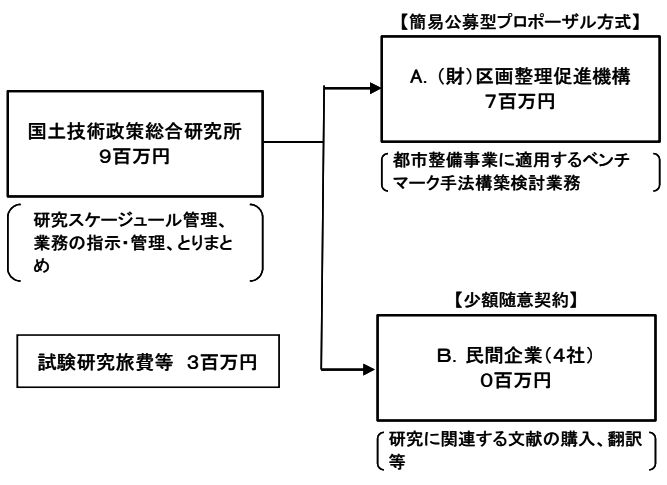 【簡易公募型プロポーザル方式】
A．（財）区画整理促進機構
７百万円
都市整備事業に適用するベンチ
マーク手法構築検討業務
国土技術政策総合研究所
９百万円
研究スケージュール管理、
業務の指示・管理、とりまと
め
試験研究旅費等　３百万円
【少額随意契約】
B．民間企業（４社）
０百万円
研究に関連する文献の購入、翻訳
等